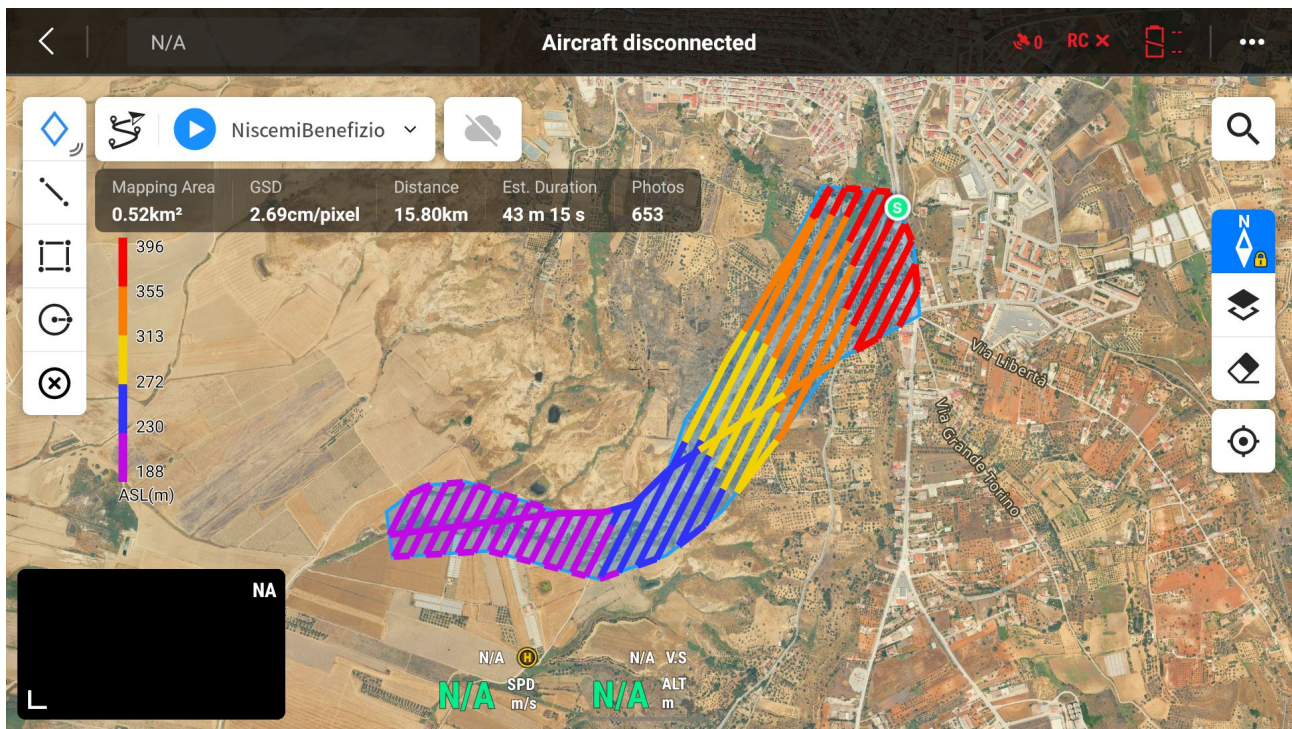 N/A
Aircraft disconnected
0
RC
--
--
NiscemiBenefizio
Mapping Area
0.52km²
GSD
2.69cm/pixel
Distance
15.80km
Est. Duration
43 m 15 s
Photos
653
N
396
355
313
272
230
188
ASL(m)
S
Via Libertà
Via Grande Torino
NA
N/A
H
N/A V.S
N/A
SPD
m/s
N/A
ALT
m